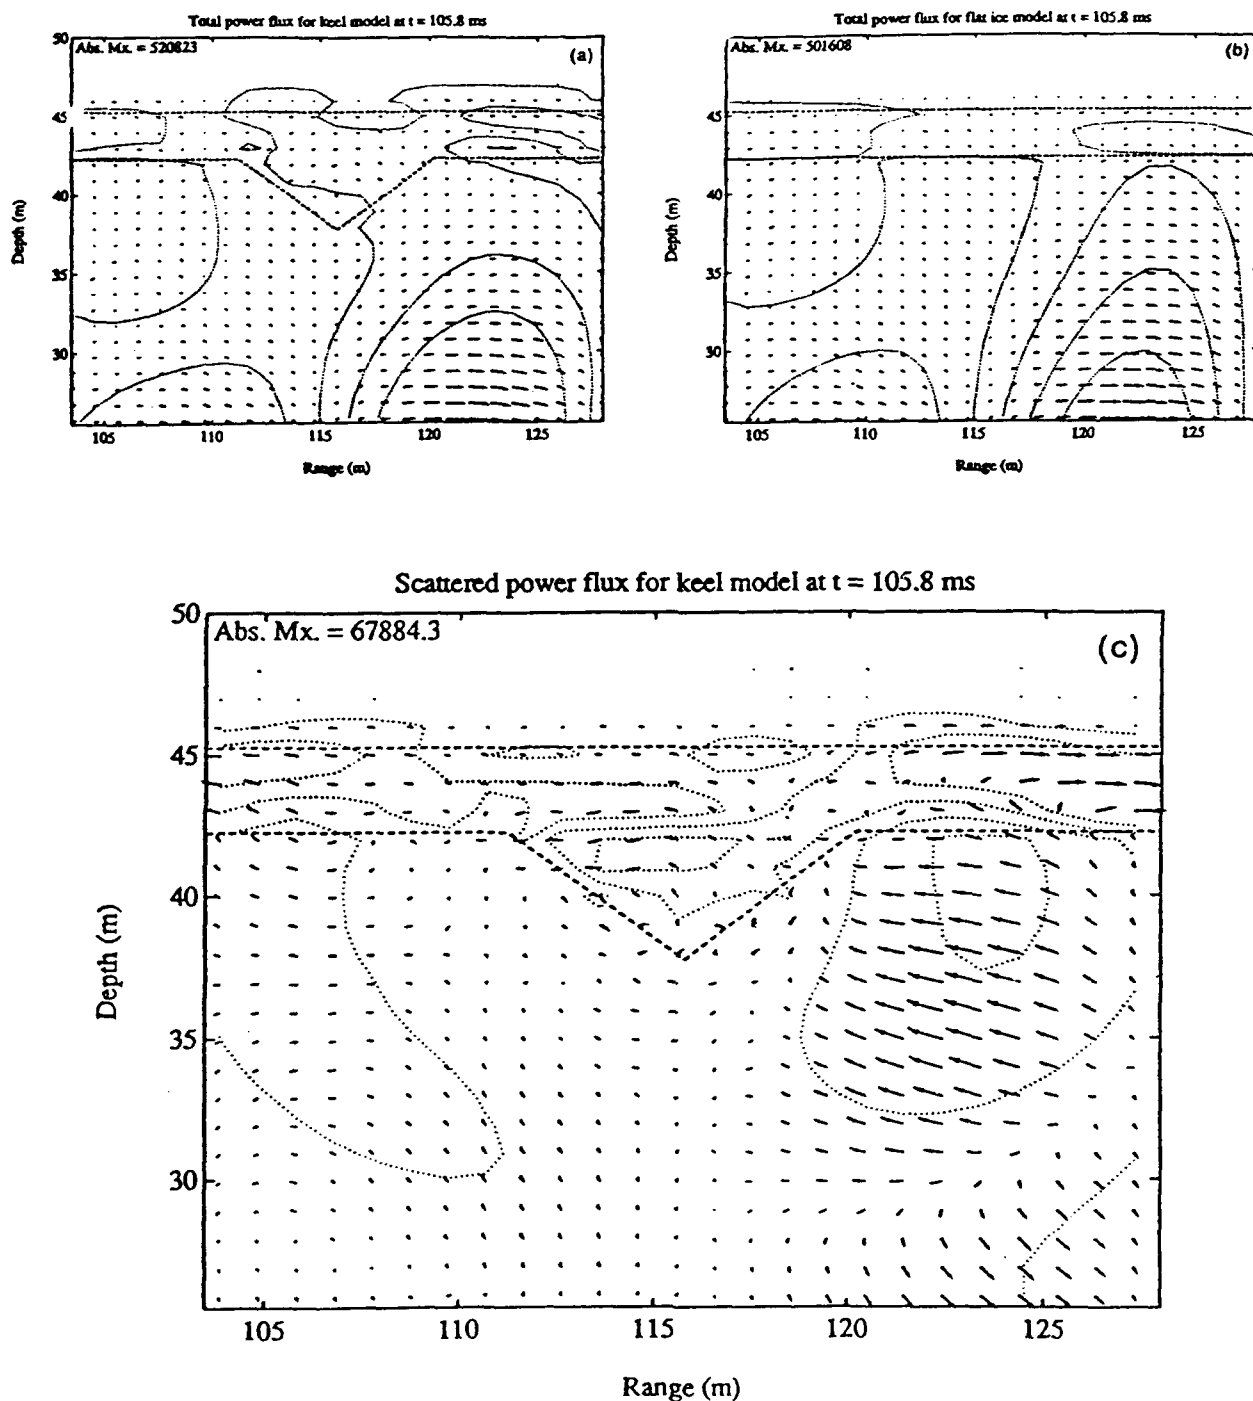 Total power flux for keel model at t = 105.8 ms
Abs. Mx. = 520823
(a)
50
45
40
35
30
Depth (m)
105 110 115 120 125
Range (m)
Total power flux for flat ice model at t = 105.8 ms
Abs. Mx. = 501608
(b)
50
45
40
35
30
Depth (m)
105 110 115 120 125
Range (m)
Scattered power flux for keel model at t = 105.8 ms
Abs. Mx. = 67884.3
(c)
50
45
40
35
30
Depth (m)
105 110 115 120 125
Range (m)